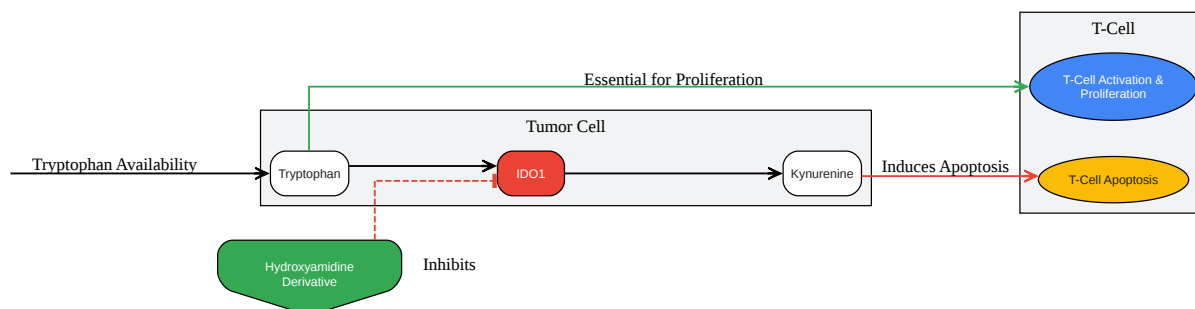 T-Cell
T-Cell Activation &
Proliferation
Essential for Proliferation
Tumor Cell
Tryptophan Availability
Tryptophan
IDO1
Kynurenine
Induces Apoptosis
T-Cell Apoptosis
Hydroxyamidine
Derivative
Inhibits